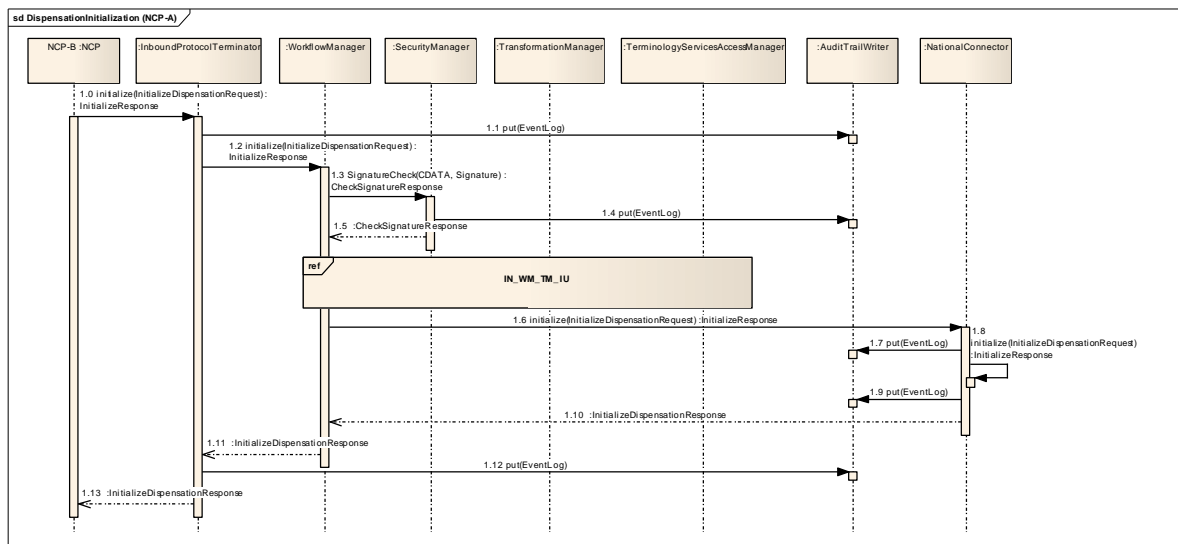 sd DispensationInitialization (NCP-A)
NCP-B :NCP
:InboundProtocolTerminator
:WorkflowManager
:SecurityManager
:TransformationManager
:TerminologyServicesAccessManager
:AuditTrailWriter
:NationalConnector
1.0 initialize(InitializeDispensationRequest) :
InitializeResponse
1.1 put(EventLog)
1.2 initialize(InitializeDispensationRequest) :
InitializeResponse
1.3 SignatureCheck(CDATA, Signature) :
CheckSignatureResponse
1.4 put(EventLog)
1.5 :CheckSignatureResponse
ref
IN_WM_TM_IU
1.6 initialize(InitializeDispensationRequest) :InitializeResponse
1.7 put(EventLog)
1.8
initialize(InitializeDispensationRequest)
:InitializeResponse
1.9 put(EventLog)
1.10 :InitializeDispensationResponse
1.11 :InitializeDispensationResponse
1.12 put(EventLog)
1.13 :InitializeDispensationResponse